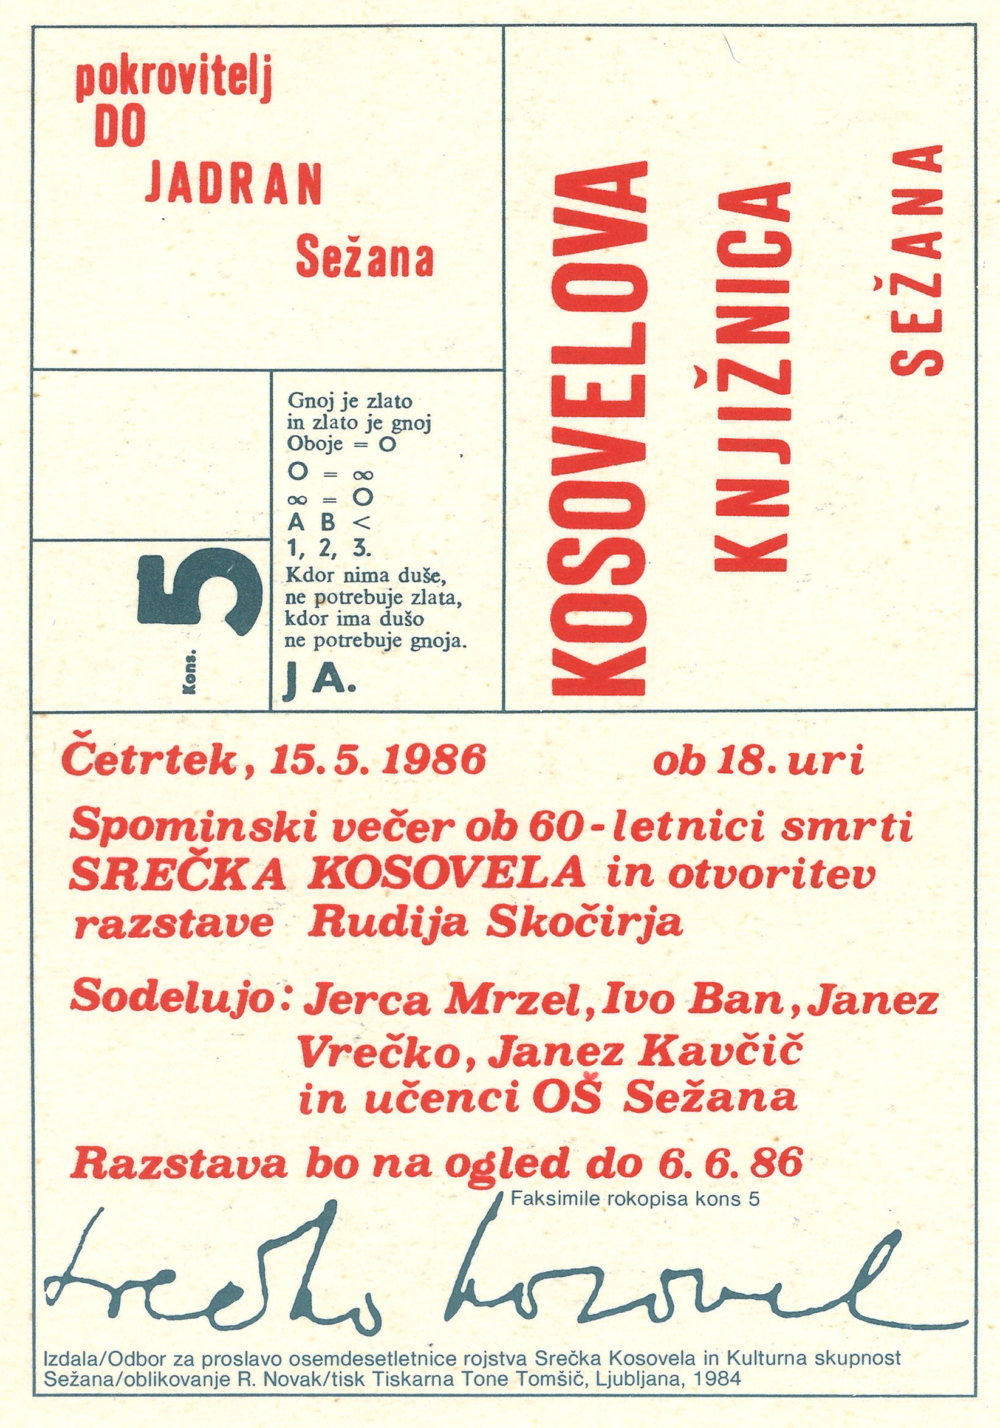 pokrovitelj
DO
JADRAN
Sežana
KOSOVELOVA
KNJIŽNICA
SEŽANA
Gnoj je zlato
in zlato je gnoj
Oboje = O
O = ∞
∞ = O
A B <
1, 2, 3.
Kdor nima duše,
ne potrebuje zlata,
kdor ima dušo
ne potrebuje gnoja.
J A.
Kons. 5
Četrtek, 15. 5. 1986 ob 18. uri
Spominski večer ob 60-letnici smrti
SREČKA KOSOVELA in otvoritev
razstave Rudija Skočirja
Sodelujo: Jerca Mrzel, Ivo Ban, Janez
Vrečko, Janez Kavčič
in učenci OŠ Sežana
Razstava bo na ogled do 6. 6. 86
Faksimile rokopisa kons 5
Srečko Kosovel
Izdala/Odbor za proslavo osemdesetletnice rojstva Srečka Kosovela in Kulturna skupnost
Sežana/oblikovanje R. Novak/tisk Tiskarna Tone Tomšič, Ljubljana, 1984